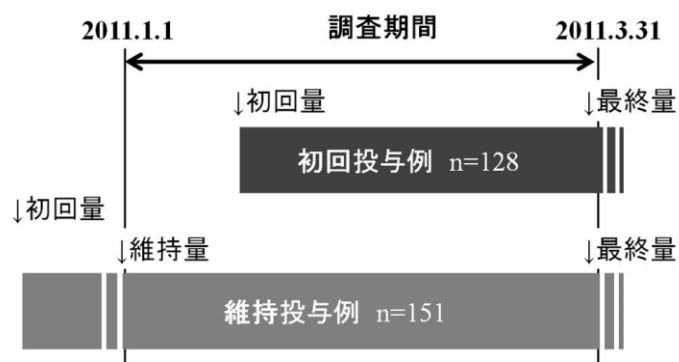 2011.1.1 調査期間 2011.3.31
↓初回量 ↓最終量
初回投与例 n=128
↓初回量
↓維持量 ↓最終量
維持投与例 n=151